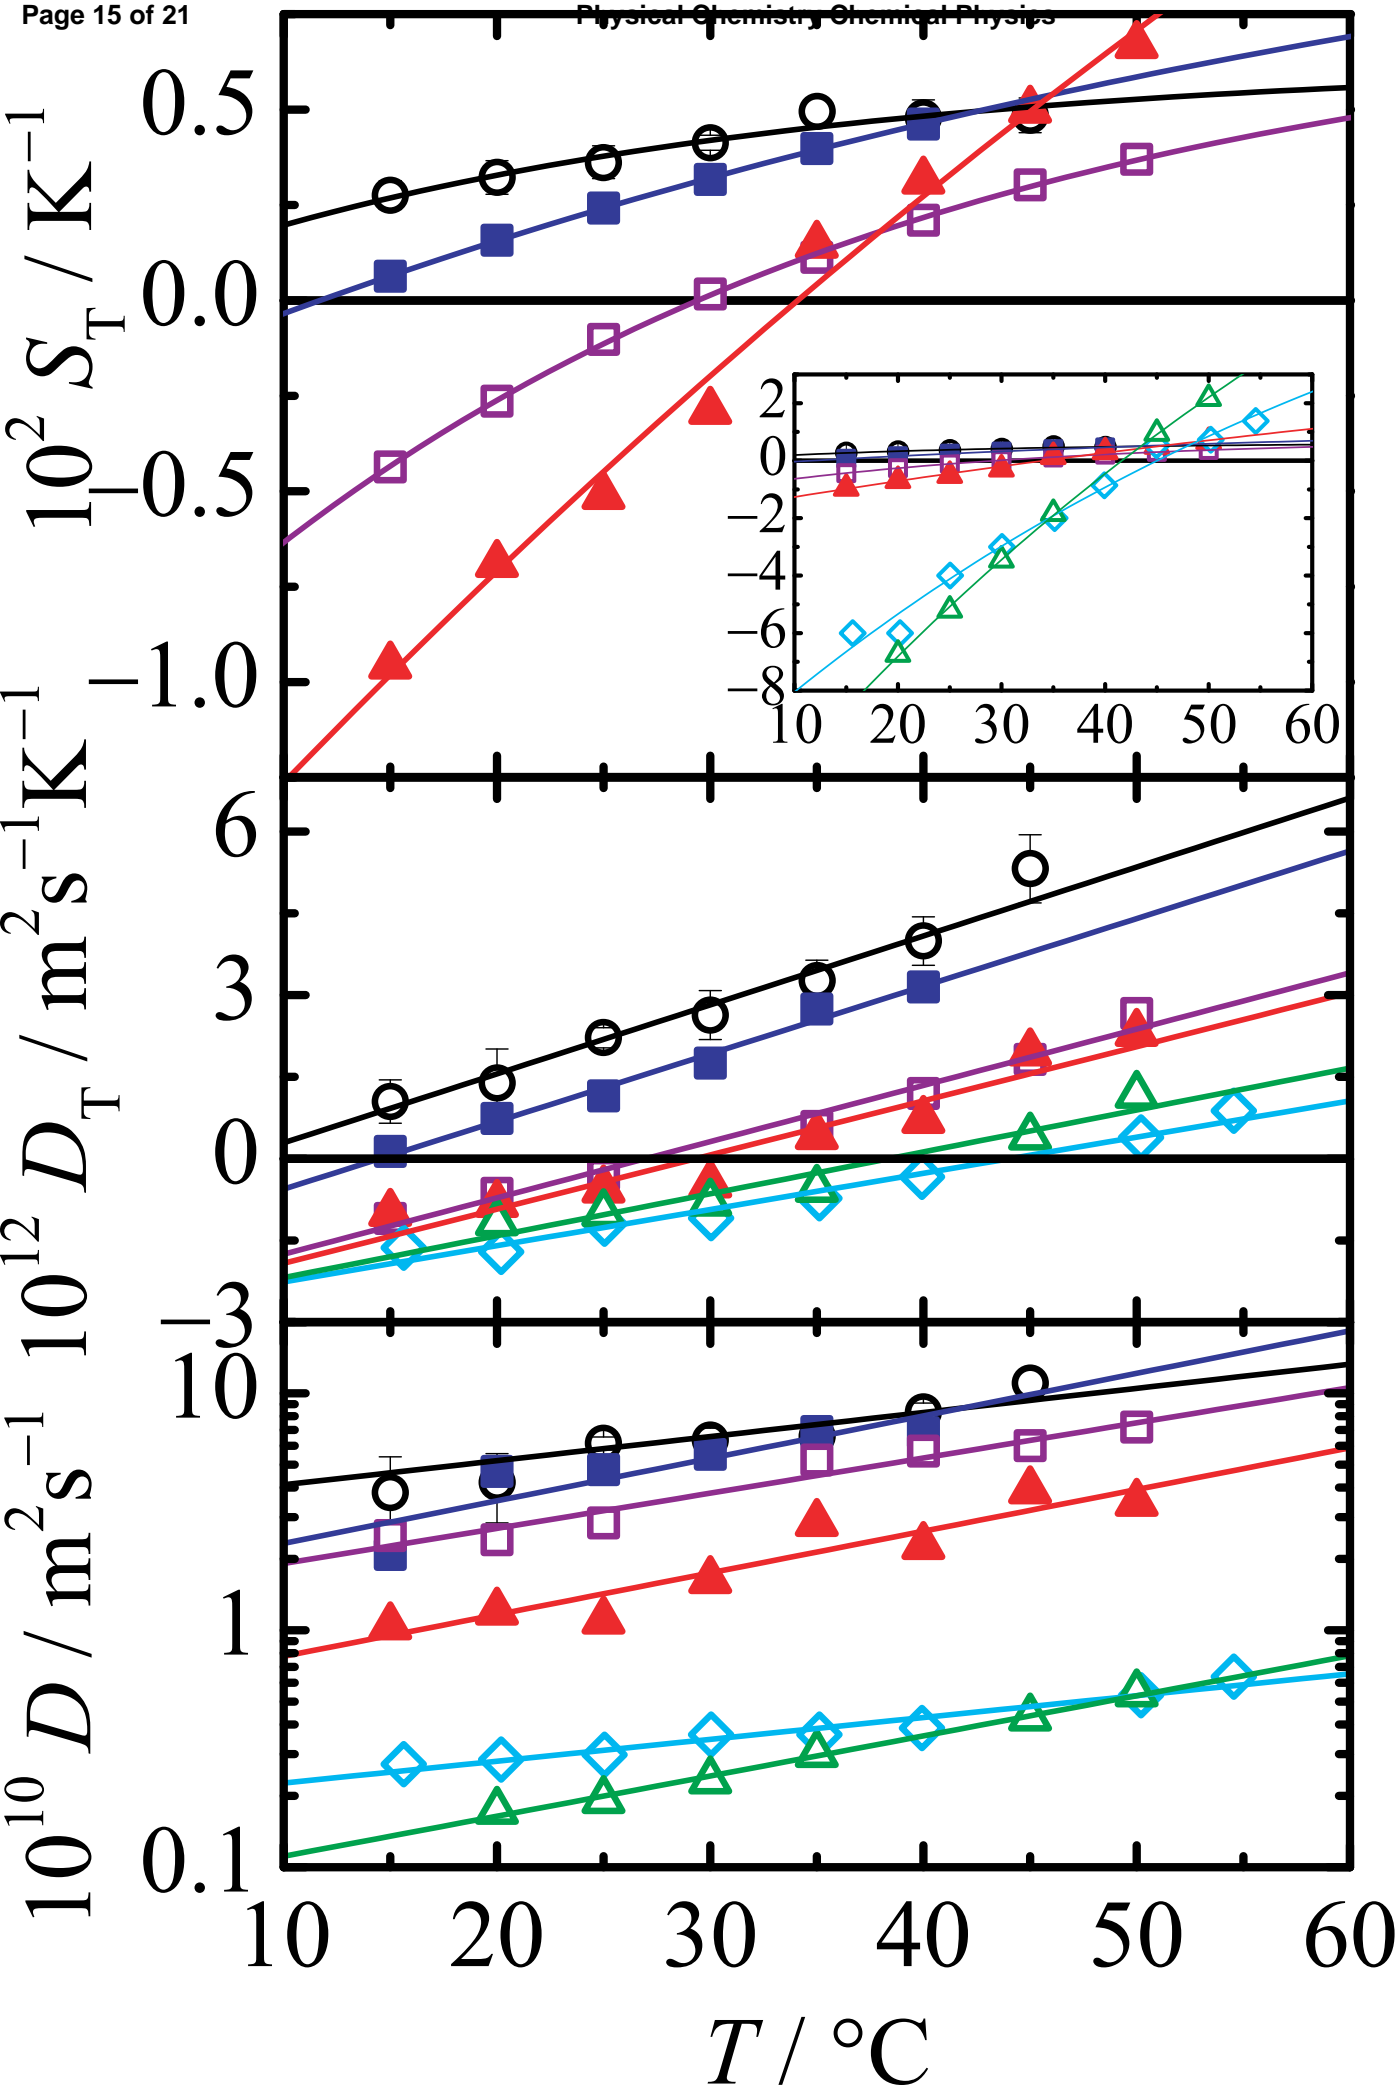 Page 15 of 21
Physical Chemistry Chemical Physics
10² S_T / K⁻¹
0.5
0.0
−0.5
−1.0
2
0
−2
−4
−6
−8
10 20 30 40 50 60
10¹² D_T / m²s⁻¹K⁻¹
6
3
0
−3
10¹⁰ D / m²s⁻¹
10
1
0.1
10 20 30 40 50 60
T / °C